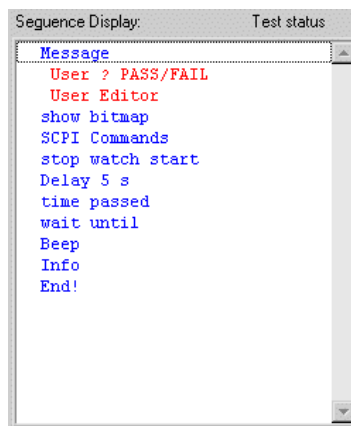 Seguence Display: Test status
Message
User ? PASS/FAIL
User Editor
show bitmap
SCPI Commands
stop watch start
Delay 5 s
time passed
wait until
Beep
Info
End!